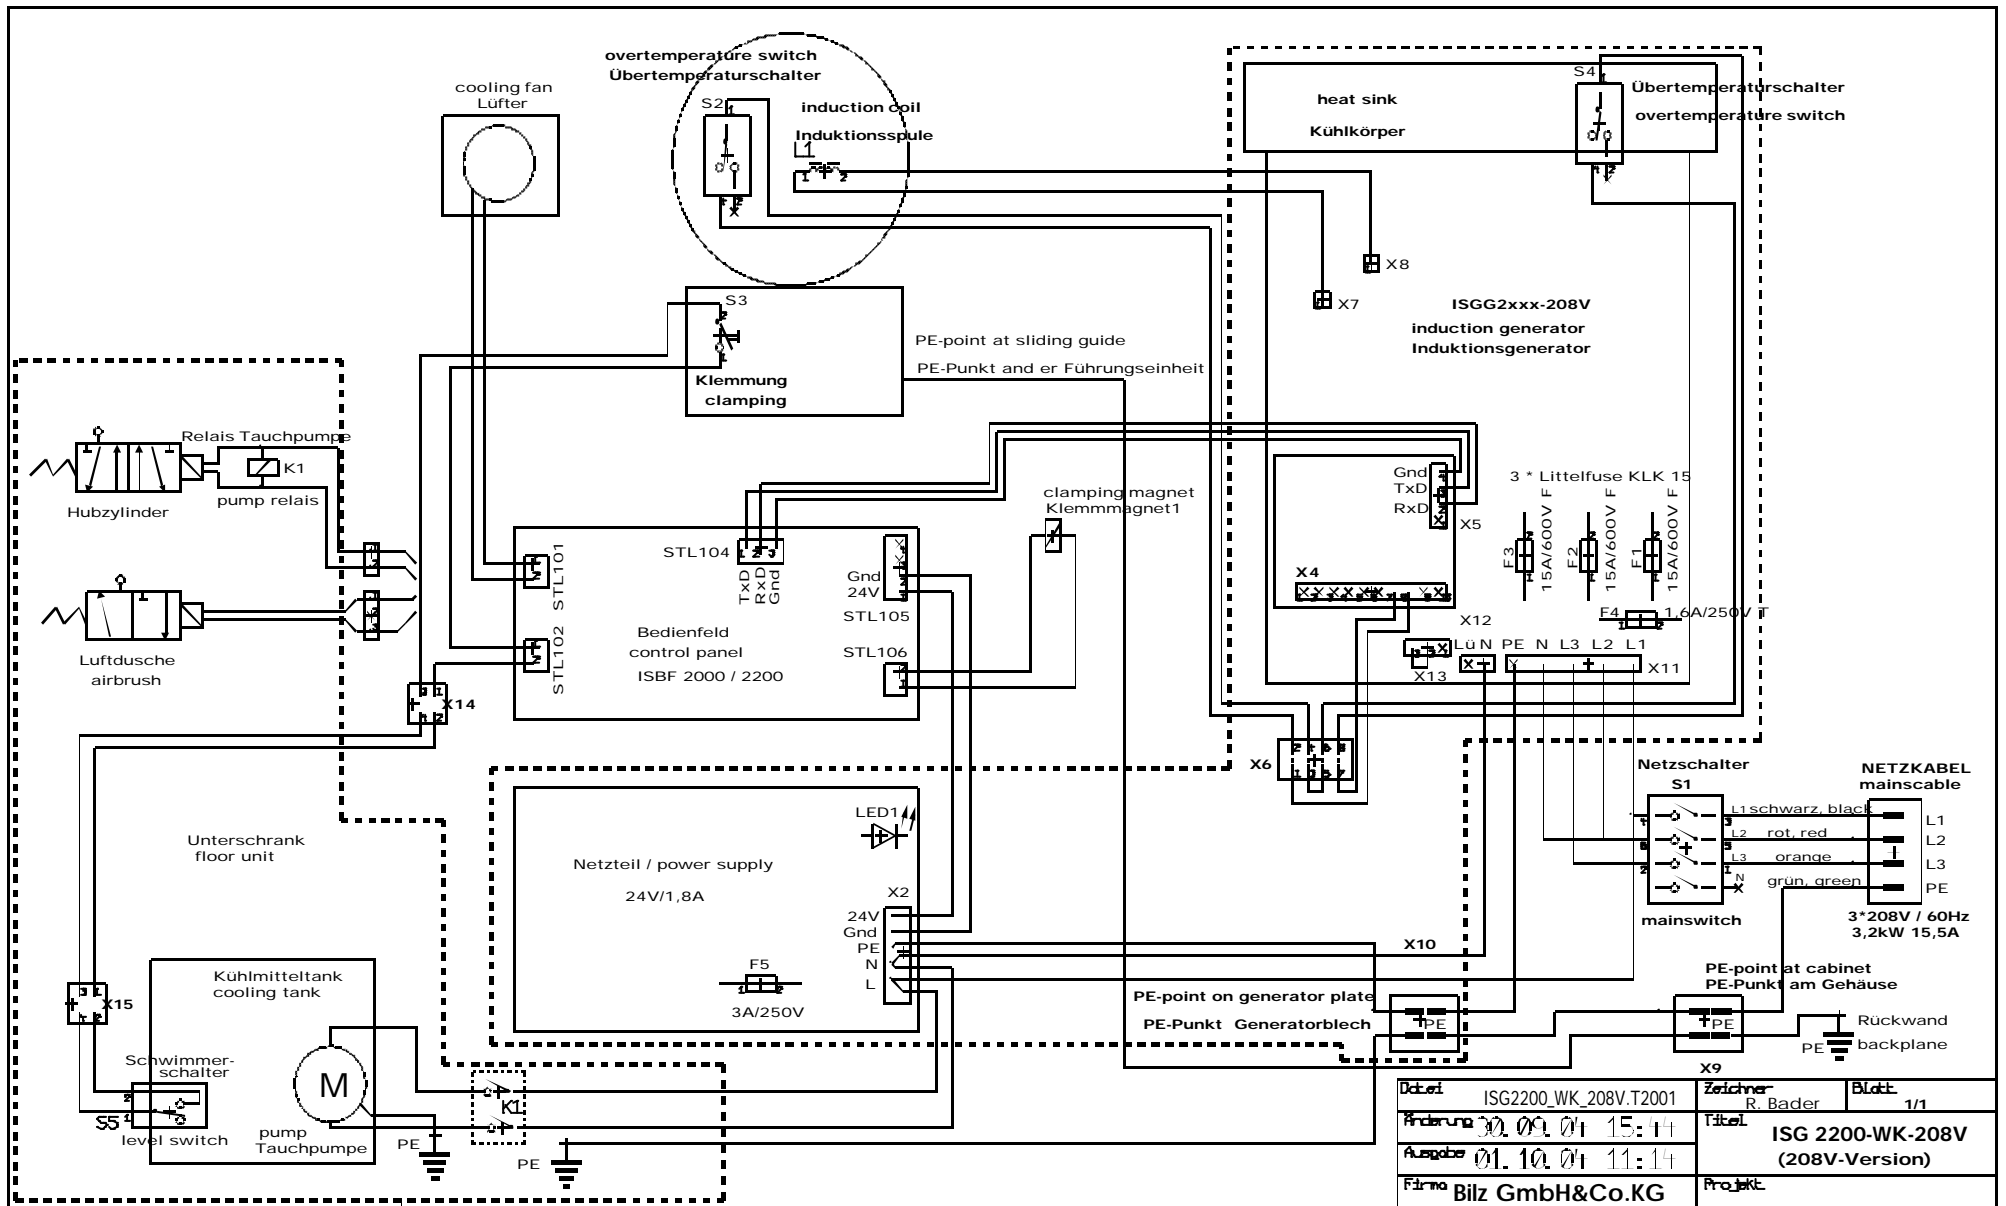 overtemperature switch
Übertemperaturschalter
cooling fan
Lüfter
S2
1
induction coil
Induktionsspule
L1
1 2
heat sink
Kühlkörper
S4
1
Übertemperaturschalter
overtemperature switch
X8
X7
ISGG2xxx-208V
induction generator
Induktionsgenerator
S3
2
1
Klemmung
clamping
PE-point at sliding guide
PE-Punkt and er Führungseinheit
Relais Tauchpumpe
K1
pump relais
Hubzylinder
Luftdusche
airbrush
clamping magnet
Klemmmagnet1
STL101
STL102
STL104
1 2 3
TxD
RxD
Gnd
Gnd
24V
STL105
STL106
Bedienfeld
control panel
ISBF 2000 / 2200
Gnd
TxD
RxD
X5
X4
3 * Littelfuse KLK 15
F3
15A/600V F
F2
15A/600V F
F1
15A/600V F
F4
1,6A/250V T
X12
Lü N PE N L3 L2 L1
X11
X13
X14
X6
Netzschalter
S1
NETZKABEL
mainscable
L1 schwarz, black
L2 rot, red
L3 orange
N
grün, green
L1
L2
L3
PE
mainswitch
3*208V / 60Hz
3,2kW 15,5A
Unterschrank
floor unit
LED1
Netzteil / power supply
24V/1,8A
X2
24V
Gnd
PE
N
L
F5
1 2
3A/250V
X10
PE-point at cabinet
PE-Punkt am Gehäuse
PE-point on generator plate
PE-Punkt Generatorblech
PE
PE
Rückwand
backplane
PE
X9
Kühlmitteltank
cooling tank
X15
Schwimmer-
schalter
S5
level switch
M
pump
Tauchpumpe
PE
K1
PE
Datei
ISG2200_WK_208V.T2001
Zeichner
R. Bader
Blatt
1/1
Änderung 30.09.04 15:44
Titel
ISG 2200-WK-208V
(208V-Version)
Ausgabe 01.10.04 11:14
Firma Bilz GmbH&Co.KG
Projekt